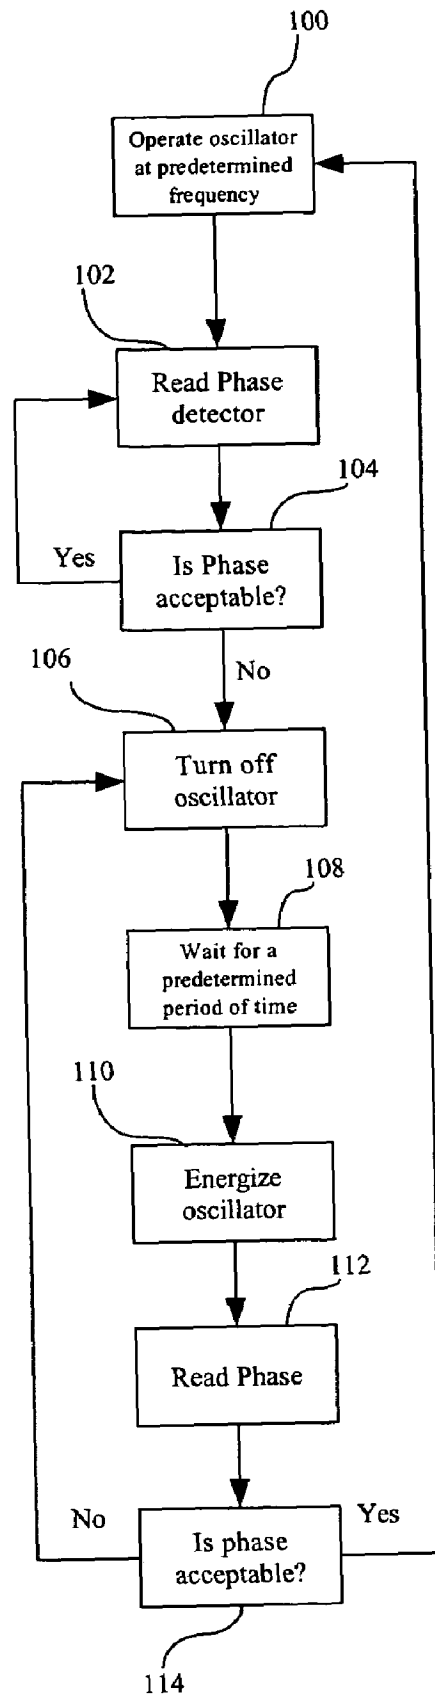 100
Operate oscillator
at predetermined
frequency
102
Read Phase
detector
104
Yes
Is Phase
acceptable?
No
106
Turn off
oscillator
108
Wait for a
predetermined
period of time
110
Energize
oscillator
112
Read Phase
No
Yes
Is phase
acceptable?
114